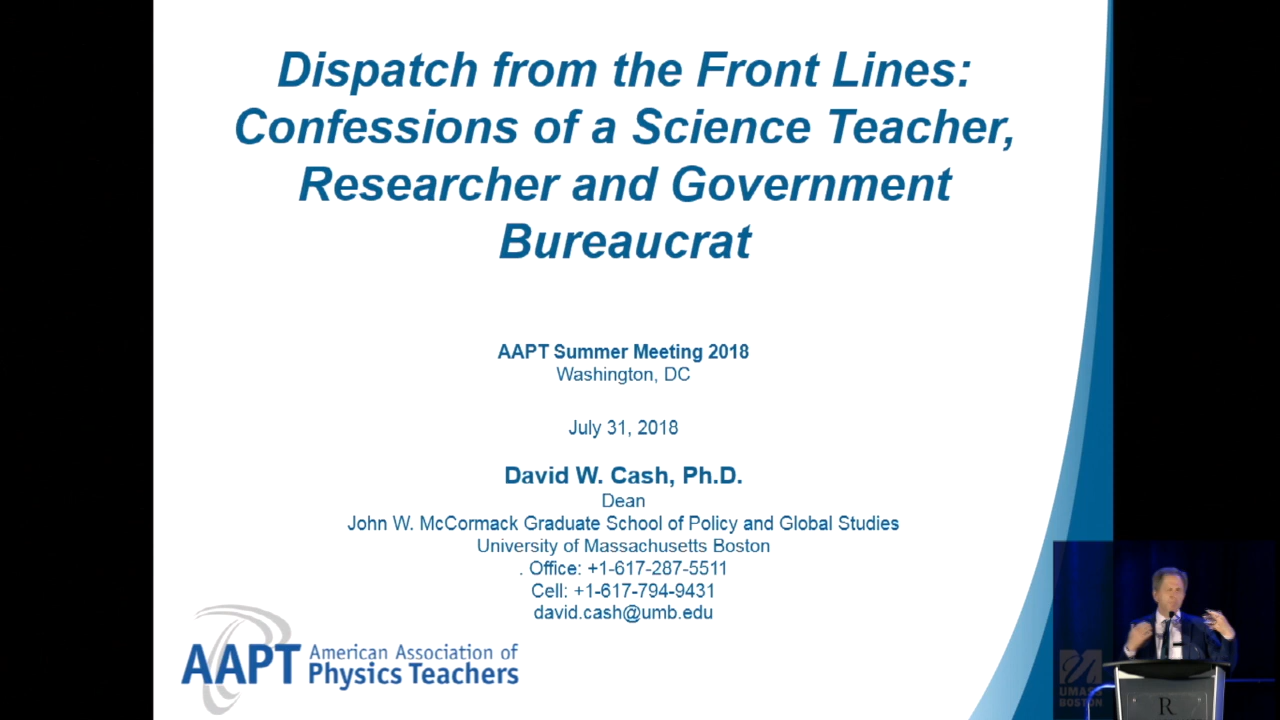 Dispatch from the Front Lines:
Confessions of a Science Teacher,
Researcher and Government
Bureaucrat
AAPT Summer Meeting 2018
Washington, DC
July 31, 2018
David W. Cash, Ph.D.
Dean
John W. McCormack Graduate School of Policy and Global Studies
University of Massachusetts Boston
. Office: +1-617-287-5511
Cell: +1-617-794-9431
david.cash@umb.edu
AAPT American Association of
Physics Teachers
UMASS
BOSTON
R